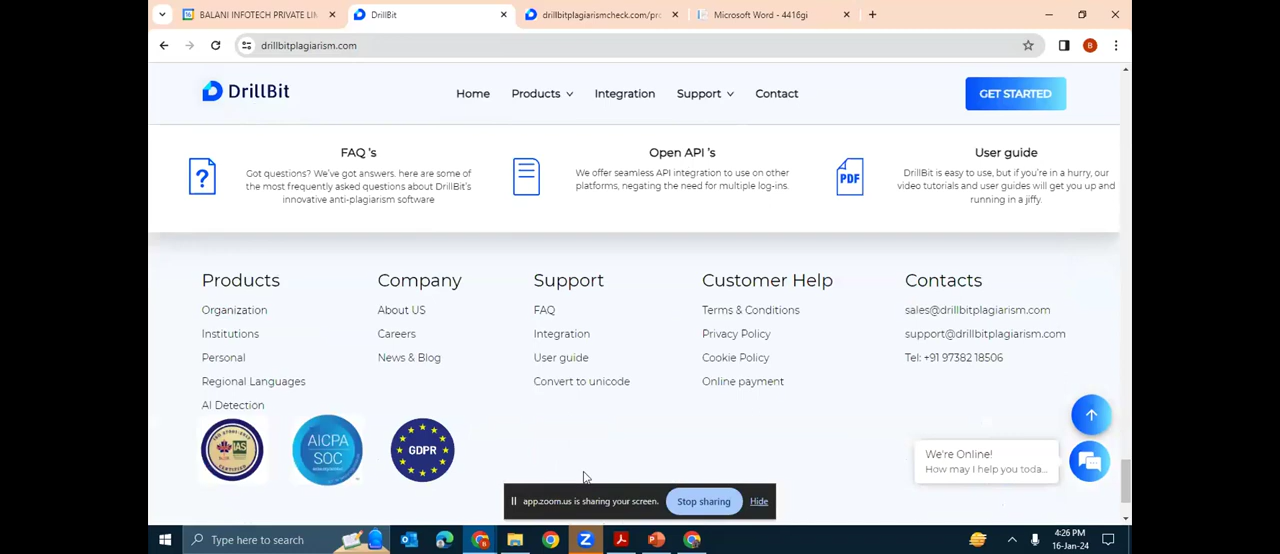 BALANI INFOTECH PRIVATE LIM
DrillBit
drillbitplagiarismcheck.com/pro
Microsoft Word - 4416gi
drillbitplagiarism.com
B
DrillBit
Home
Products
Integration
Support
Contact
GET STARTED
?
FAQ 's
Got questions? We've got answers. here are some of
the most frequently asked questions about DrillBit's
innovative anti-plagiarism software
Open API 's
We offer seamless API integration to use on other
platforms, negating the need for multiple log-ins.
PDF
User guide
DrillBit is easy to use, but if you're in a hurry, our
video tutorials and user guides will get you up and
running in a jiffy.
Products
Organization
Institutions
Personal
Regional Languages
AI Detection
Company
About US
Careers
News & Blog
Support
FAQ
Integration
User guide
Convert to unicode
Customer Help
Terms & Conditions
Privacy Policy
Cookie Policy
Online payment
Contacts
sales@drillbitplagiarism.com
support@drillbitplagiarism.com
Tel: +91 97382 18506
IAS
CERTIFIED
AICPA
SOC
GDPR
We're Online!
How may I help you toda...
app.zoom.us is sharing your screen.
Stop sharing
Hide
Type here to search
4:26 PM
16-Jan-24